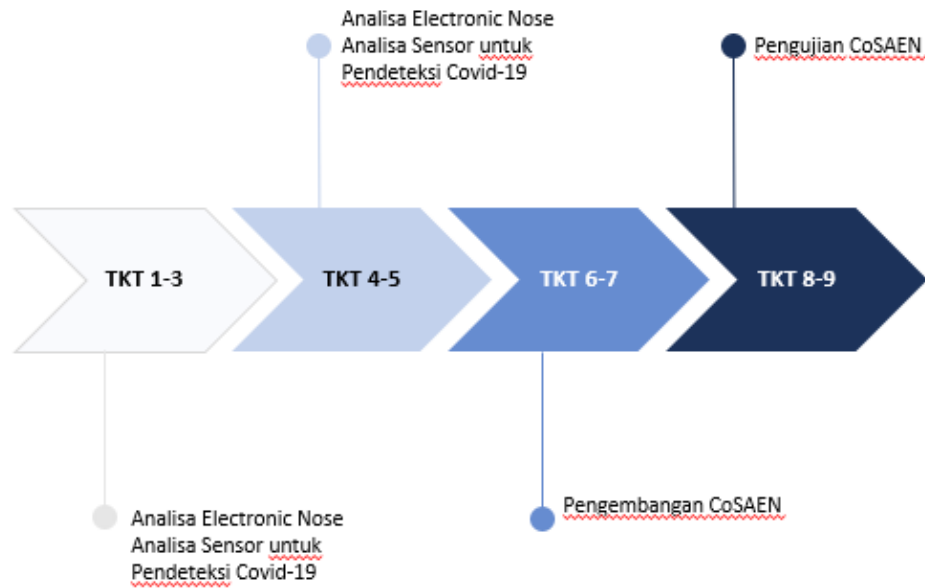 Analisa Electronic Nose
Analisa Sensor untuk
Pendeteksi Covid-19
Pengujian CoSAEN
TKT 1-3
TKT 4-5
TKT 6-7
TKT 8-9
Analisa Electronic Nose
Analisa Sensor untuk
Pendeteksi Covid-19
Pengembangan CoSAEN